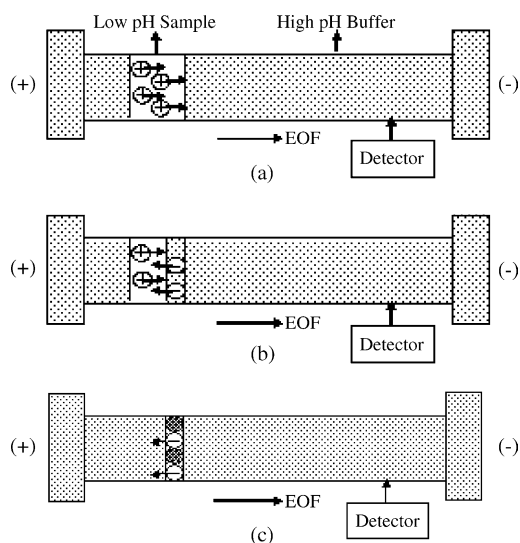 Low pH Sample High pH Buffer
(+) (-)
EOF
Detector
(a)
(+) (-)
EOF
Detector
(b)
(+) (-)
EOF
Detector
(c)